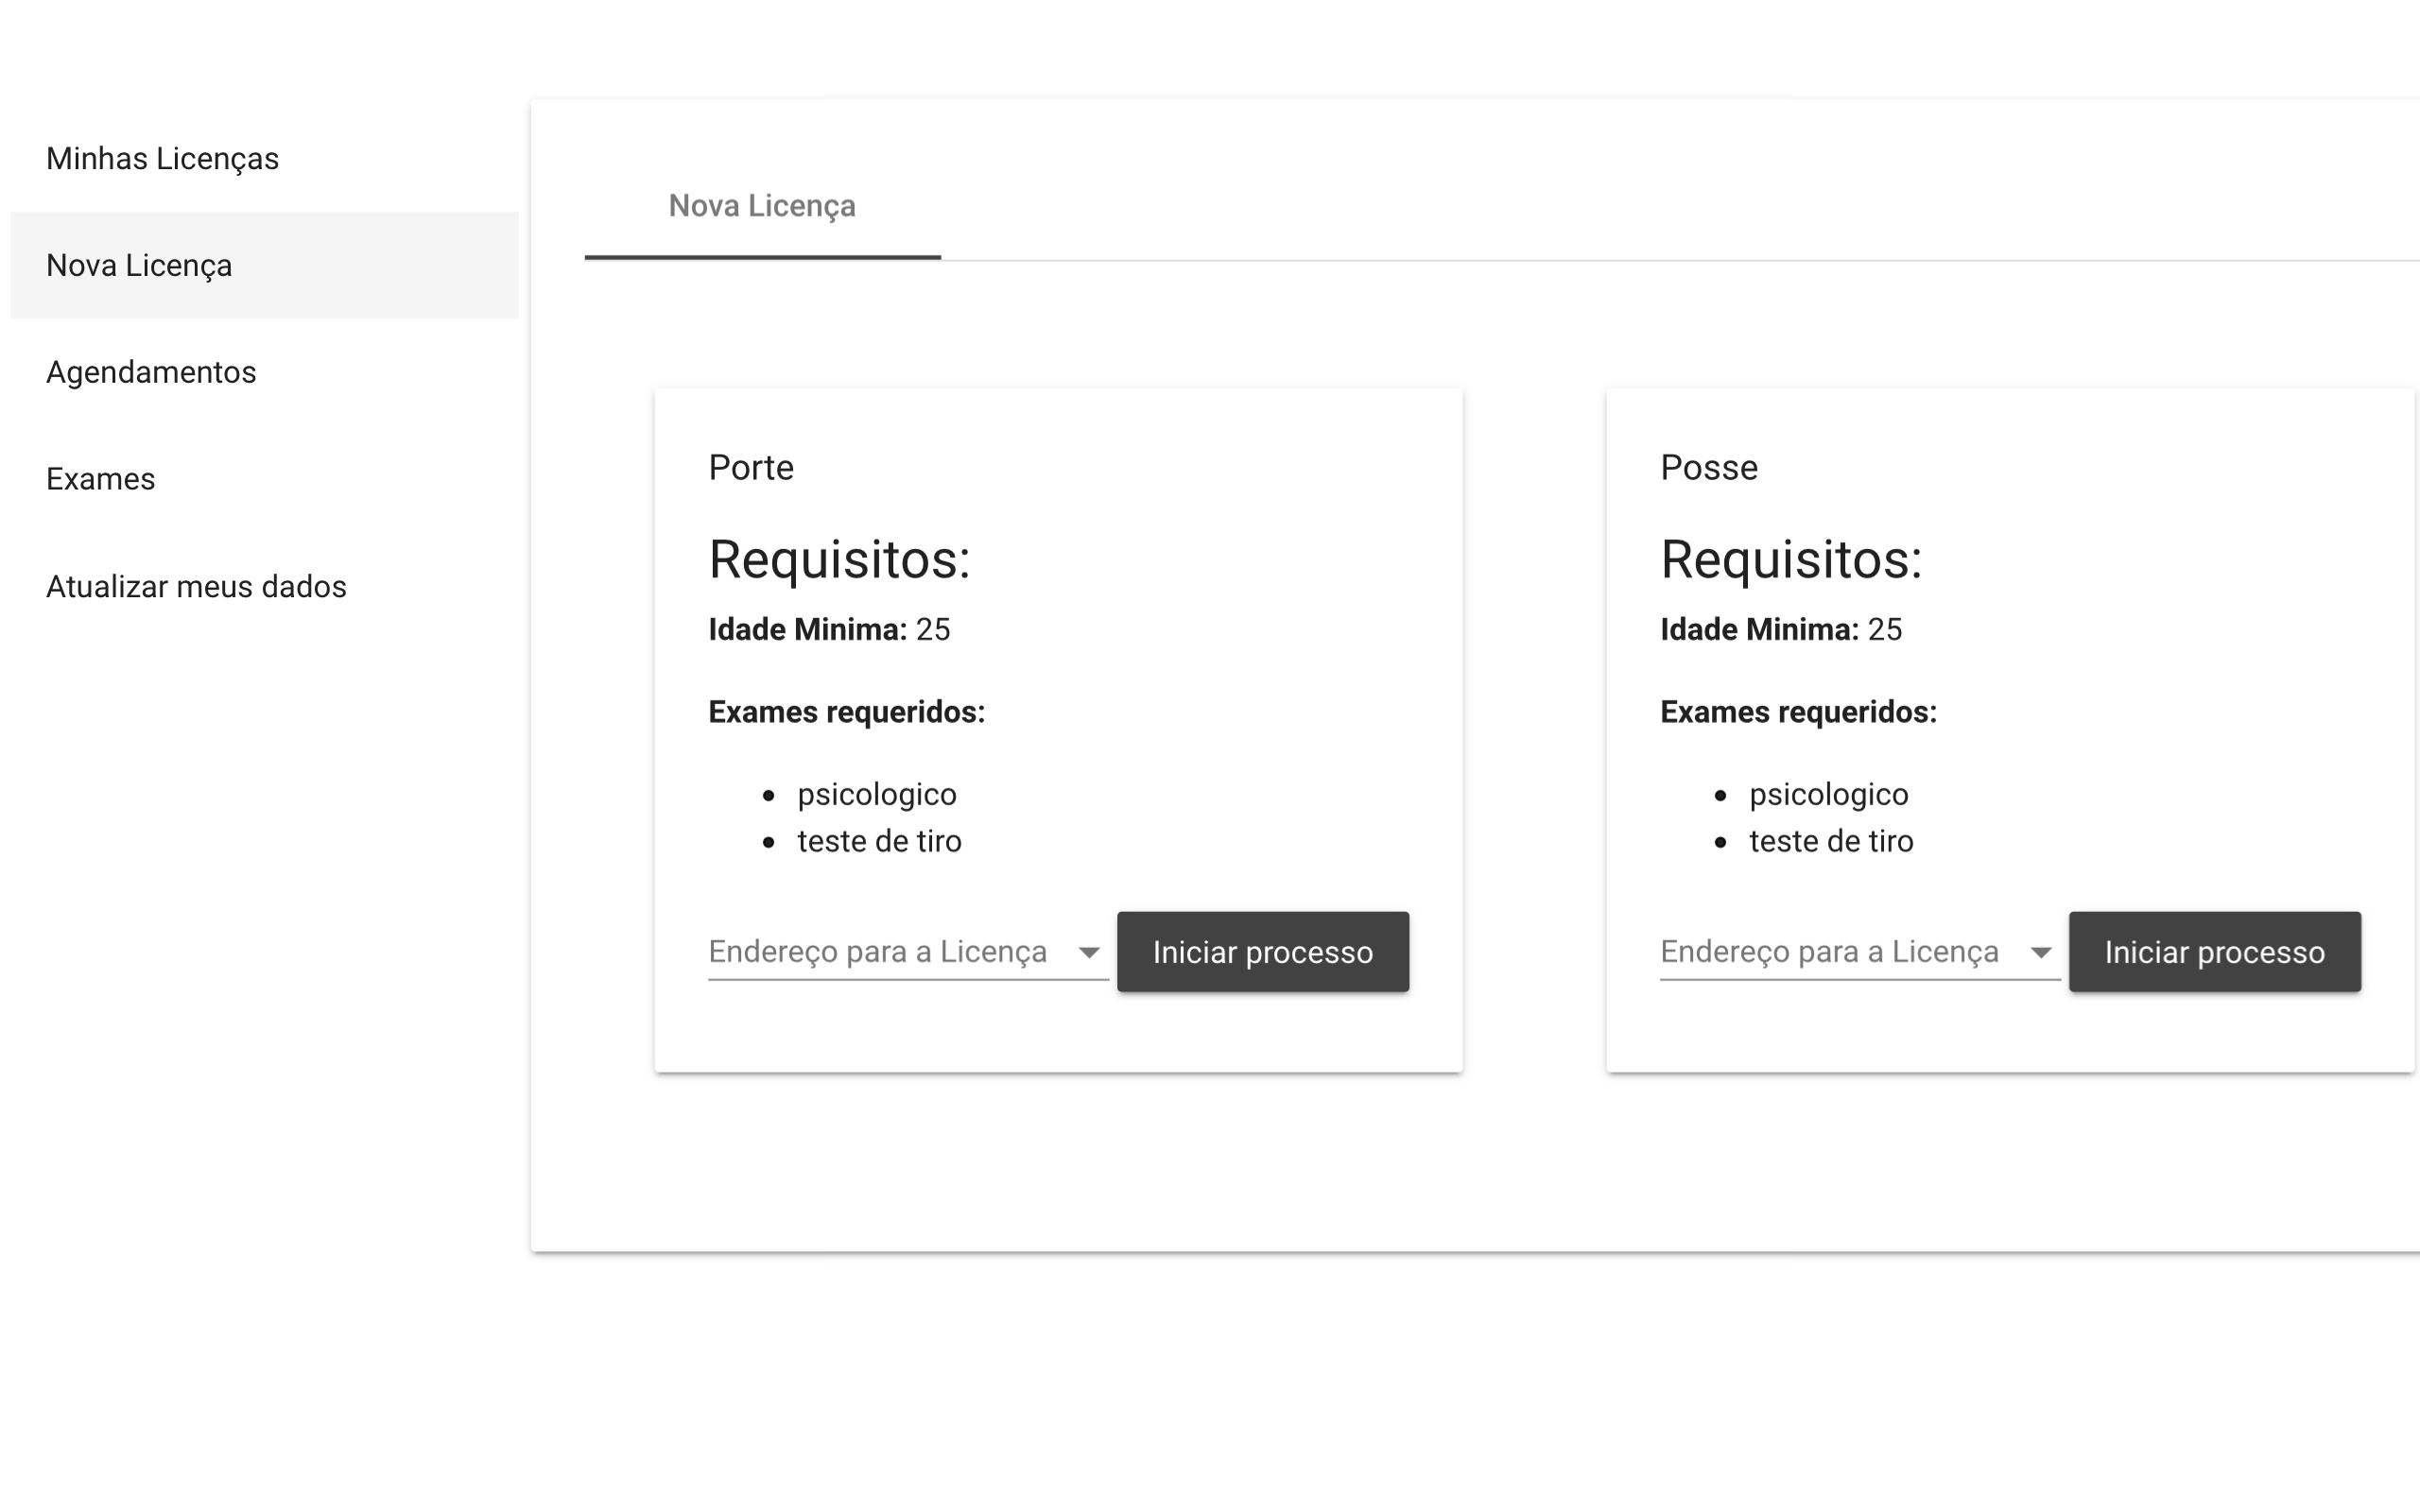 Minhas Licenças
Nova Licença
Agendamentos
Exames
Atualizar meus dados
Nova Licença
Porte
Requisitos:
Idade Minima: 25
Exames requeridos:
psicologico
teste de tiro
Endereço para a Licença
Iniciar processo
Posse
Requisitos:
Idade Minima: 25
Exames requeridos:
psicologico
teste de tiro
Endereço para a Licença
Iniciar processo